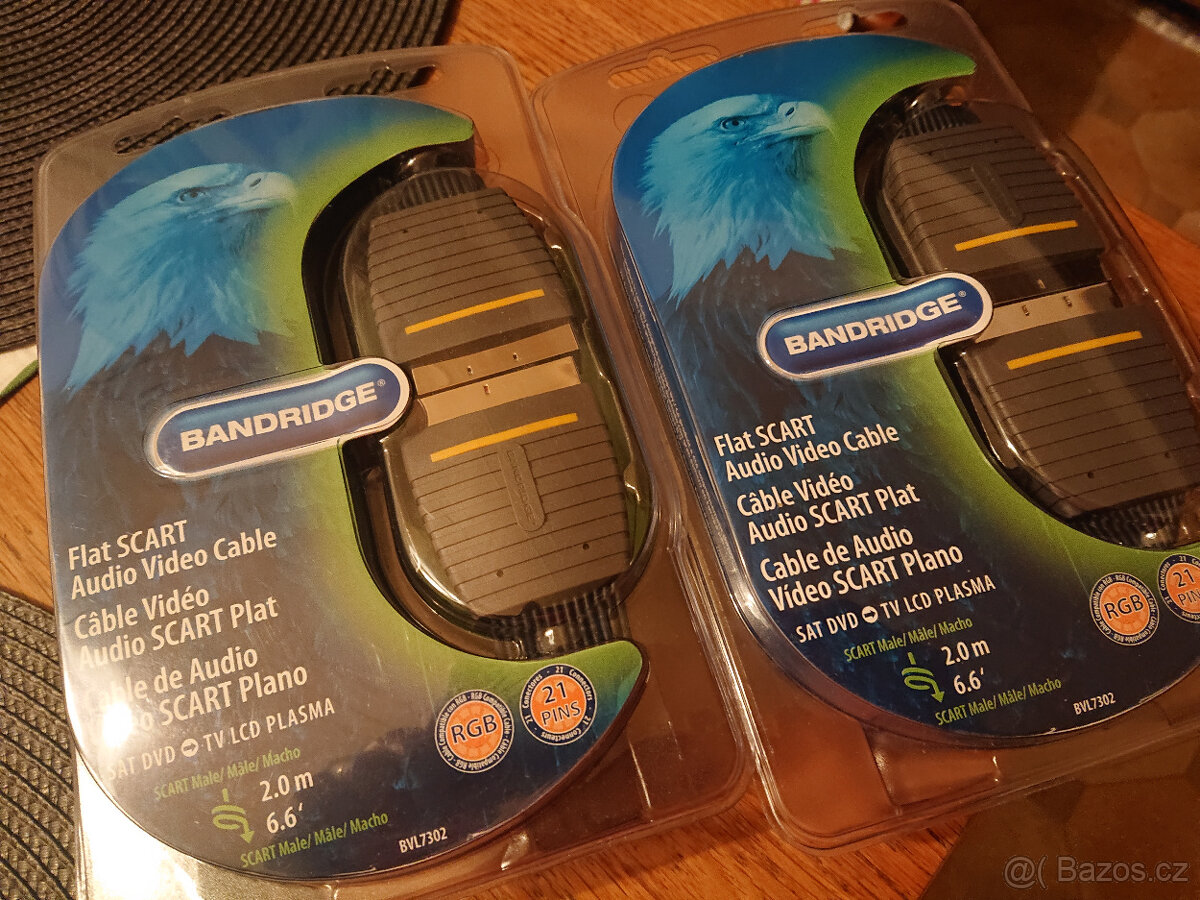 BANDRIDGE®
Flat SCART
Audio Video Cable
Câble Vidéo
Audio SCART Plat
de Audio
SCART Plano
SAT DVD TV LCD PLASMA
SCART Male/ Mâle/ Macho
2.0 m
6.6‘
SCART Male/ Mâle/ Macho
RGB
21
PINS
BVL7302
BANDRIDGE®
Flat SCART
Audio Video Cable
Câble Vidéo
Audio SCART Plat
Cable de Audio
Video SCART Plano
SAT DVD TV LCD PLASMA
SCART Male/ Mâle/ Macho
2.0 m
6.6‘
SCART Male/ Mâle/ Macho
RGB
21
PINS
BVL7302
@( Bazos.cz